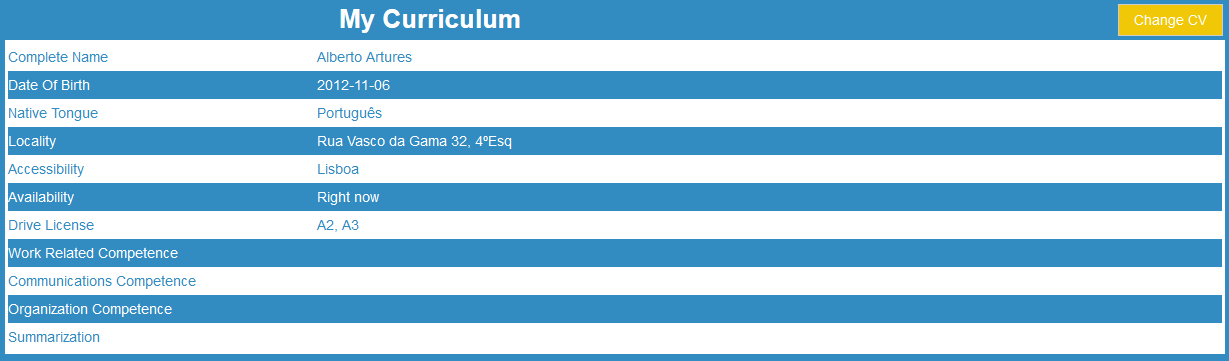 My Curriculum
Change CV
Complete Name Alberto Artures
Date Of Birth 2012-11-06
Native Tongue Português
Locality Rua Vasco da Gama 32, 4ºEsq
Accessibility Lisboa
Availability Right now
Drive License A2, A3
Work Related Competence
Communications Competence
Organization Competence
Summarization